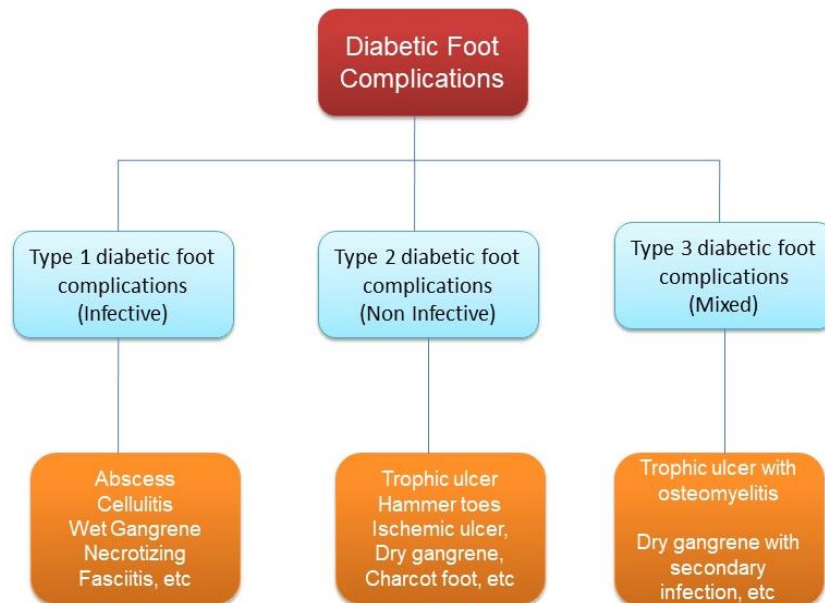 Diabetic Foot
Complications
Type 1 diabetic foot
complications
(Infective)
Type 2 diabetic foot
complications
(Non Infective)
Type 3 diabetic foot
complications
(Mixed)
Abscess
Cellulitis
Wet Gangrene
Necrotizing
Fasciitis, etc
Trophic ulcer
Hammer toes
Ischemic ulcer,
Dry gangrene,
Charcot foot, etc
Trophic ulcer with
osteomyelitis
Dry gangrene with
secondary
infection, etc